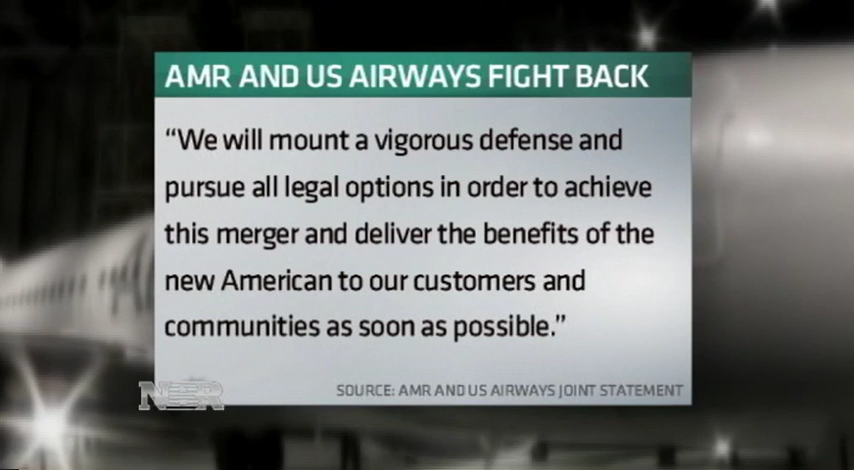 AMR AND US AIRWAYS FIGHT BACK
“We will mount a vigorous defense and
pursue all legal options in order to achieve
this merger and deliver the benefits of the
new American to our customers and
communities as soon as possible.”
SOURCE: AMR AND US AIRWAYS JOINT STATEMENT